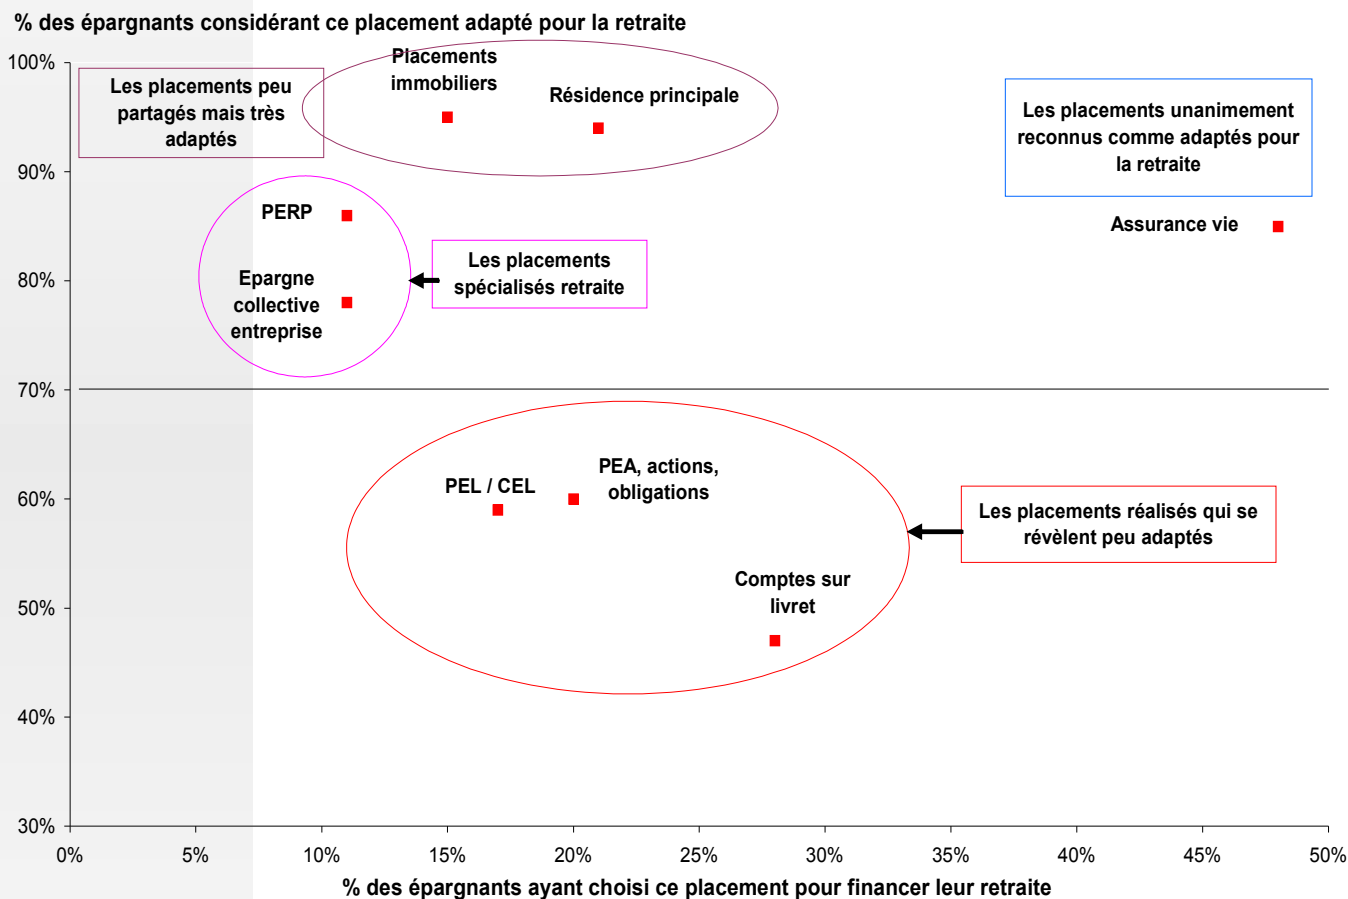 % des épargnants considérant ce placement adapté pour la retraite
100%
90%
80%
70%
60%
50%
40%
30%
Les placements peu
partagés mais très
adaptés
Placements
immobiliers
Résidence principale
Les placements unanimement
reconnus comme adaptés pour
la retraite
Assurance vie
PERP
Epargne
collective
entreprise
Les placements
spécialisés retraite
PEL / CEL
PEA, actions,
obligations
Comptes sur
livret
Les placements réalisés qui se
révèlent peu adaptés
0% 5% 10% 15% 20% 25% 30% 35% 40% 45% 50%
% des épargnants ayant choisi ce placement pour financer leur retraite